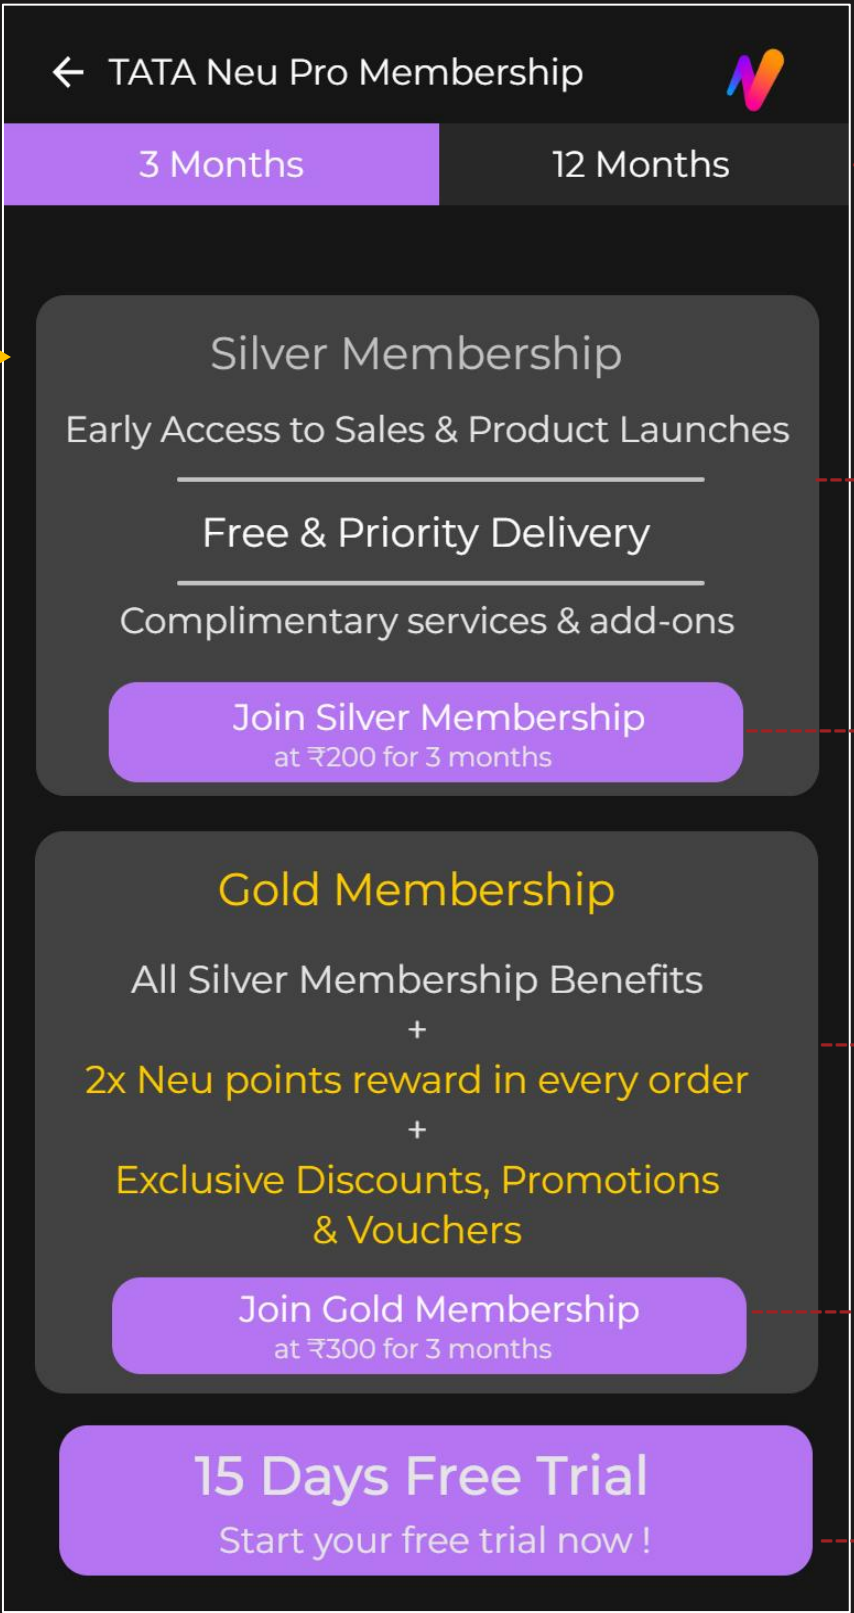 TATA Neu Pro Membership
3 Months
12 Months
Silver Membership
Early Access to Sales & Product Launches
Free & Priority Delivery
Complimentary services & add-ons
Join Silver Membership
at ₹200 for 3 months
Gold Membership
All Silver Membership Benefits
+
2x Neu points reward in every order
+
Exclusive Discounts, Promotions
& Vouchers
Join Gold Membership
at ₹300 for 3 months
15 Days Free Trial
Start your free trial now !